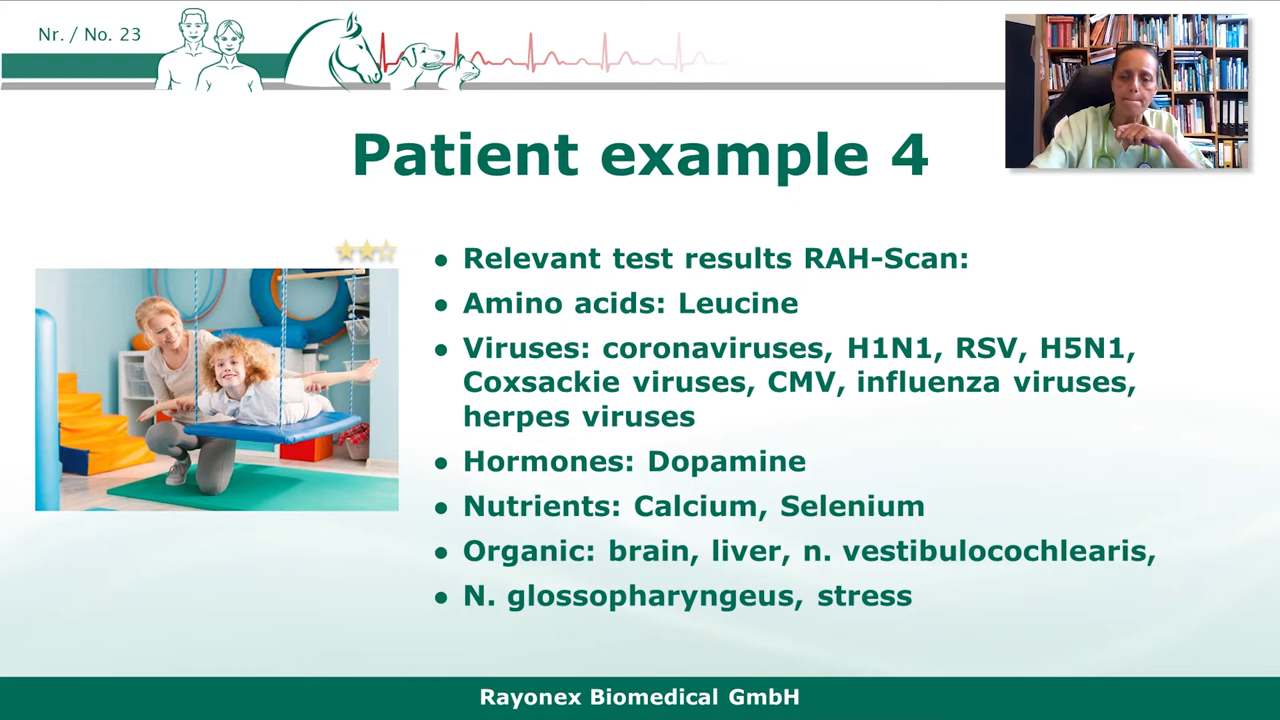 Nr. / No. 23
Patient example 4
• Relevant test results RAH-Scan:
• Amino acids: Leucine
• Viruses: coronaviruses, H1N1, RSV, H5N1,
Coxsackie viruses, CMV, influenza viruses,
herpes viruses
• Hormones: Dopamine
• Nutrients: Calcium, Selenium
• Organic: brain, liver, n. vestibulocochlearis,
• N. glossopharyngeus, stress
Rayonex Biomedical GmbH